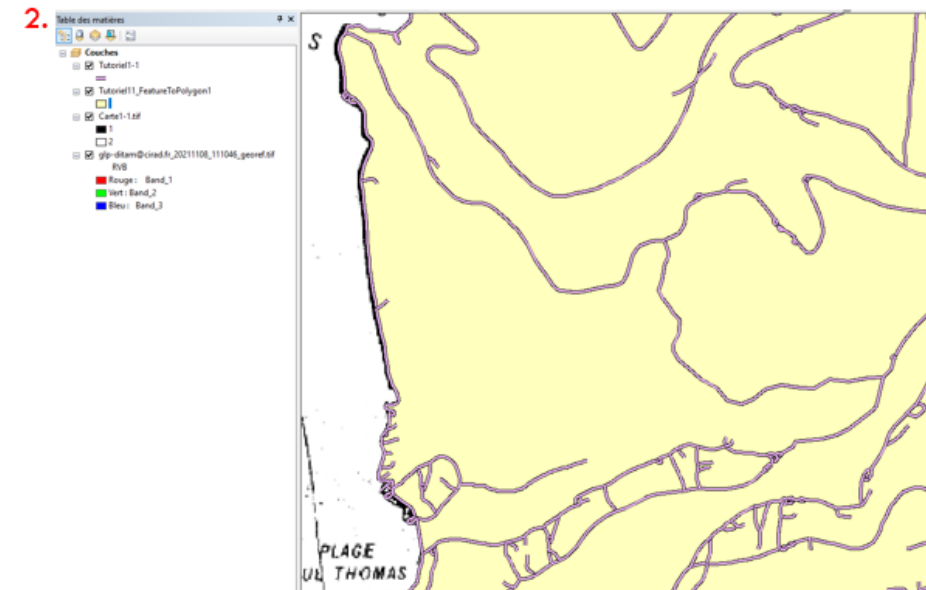 2.
Table des matières
Couches
Tutoriel1-1
Tutoriel11_FeatureToPolygon1
Carte1-1.tif
1
2
glp-ditam@cirad.fr_20211108_111046_georef.tif
RVB
Rouge : Band_1
Vert : Band_2
Bleu : Band_3
S
PLAGE
UL THOMAS